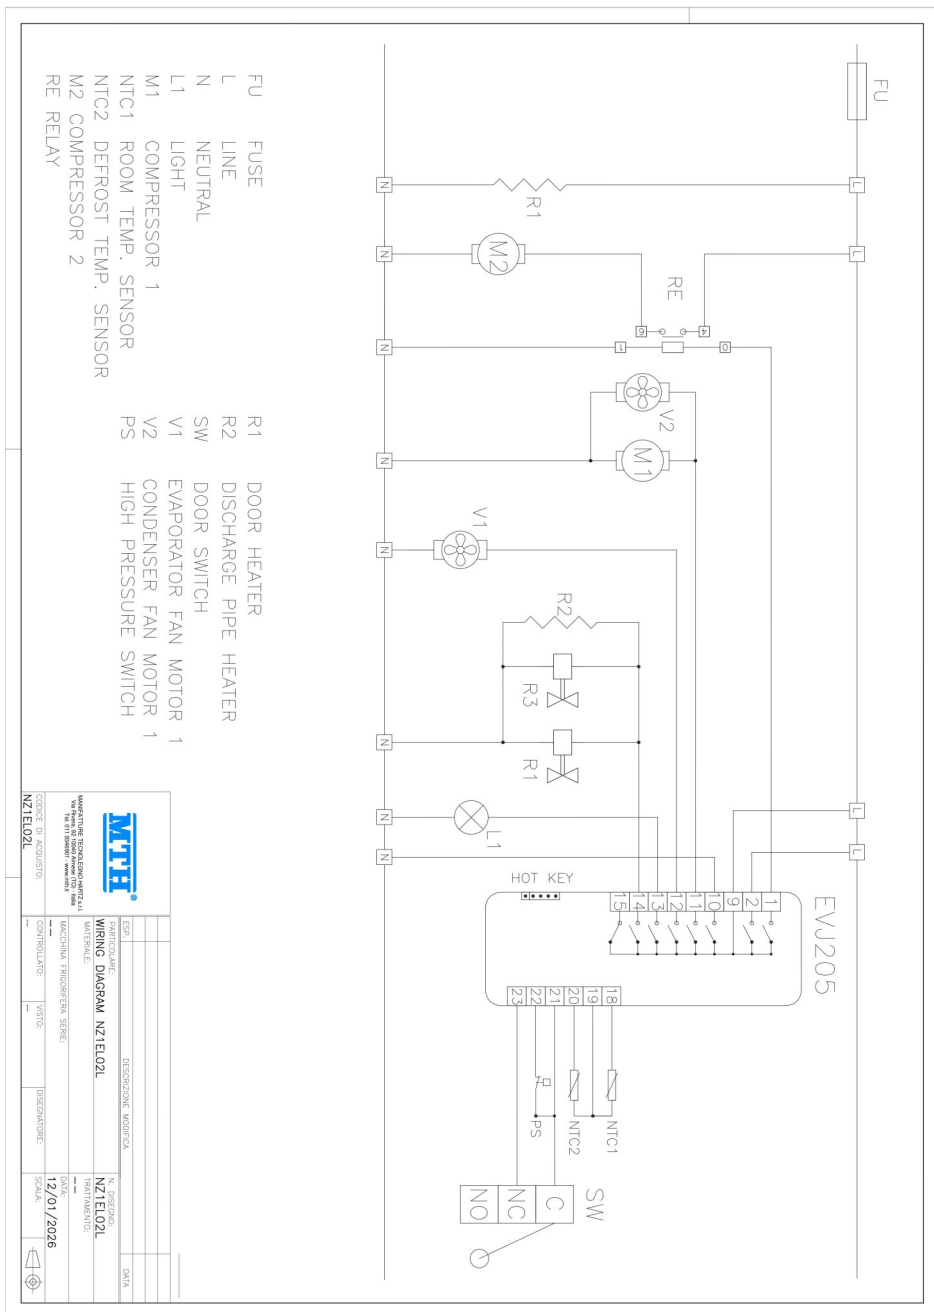 FU
L
L
L
L
R1
M2
RE
6
4
1
0
V2
M1
V1
R2
R3
R1
L1
N
N
N
N
N
N
N
N
EVJ205
HOT KEY
15
14
13
12
11
10
9
2
1
23
22
21
20
19
18
PS
NTC2
NTC1
SW
NO
NC
C
FU FUSE
L LINE
N NEUTRAL
L1 LIGHT
M1 COMPRESSOR 1
NTC1 ROOM TEMP. SENSOR
NTC2 DEFROST TEMP. SENSOR
M2 COMPRESSOR 2
RE RELAY
R1 DOOR HEATER
R2 DISCHARGE PIPE HEATER
SW DOOR SWITCH
V1 EVAPORATOR FAN MOTOR 1
V2 CONDENSER FAN MOTOR 1
PS HIGH PRESSURE SWITCH
MTH®
MANIFATTURE TECNOLEGNO HARTZ s.r.l.
CODICE DI ACQUISTO:
NZ1EL02L
ESP.
DESCRIZIONE MODIFICA
DATA
PARTICOLARE:
WIRING DIAGRAM NZ1EL02L
N. DISEGNO:
NZ1EL02L
MATERIALE:
TRATTAMENTO:
--
MACCHINA FRIGORIFERA SERIE:
--
DATA:
12/01/2026
CONTROLLATO:
--
VISTO:
--
DISEGNATORE:
SCALA: